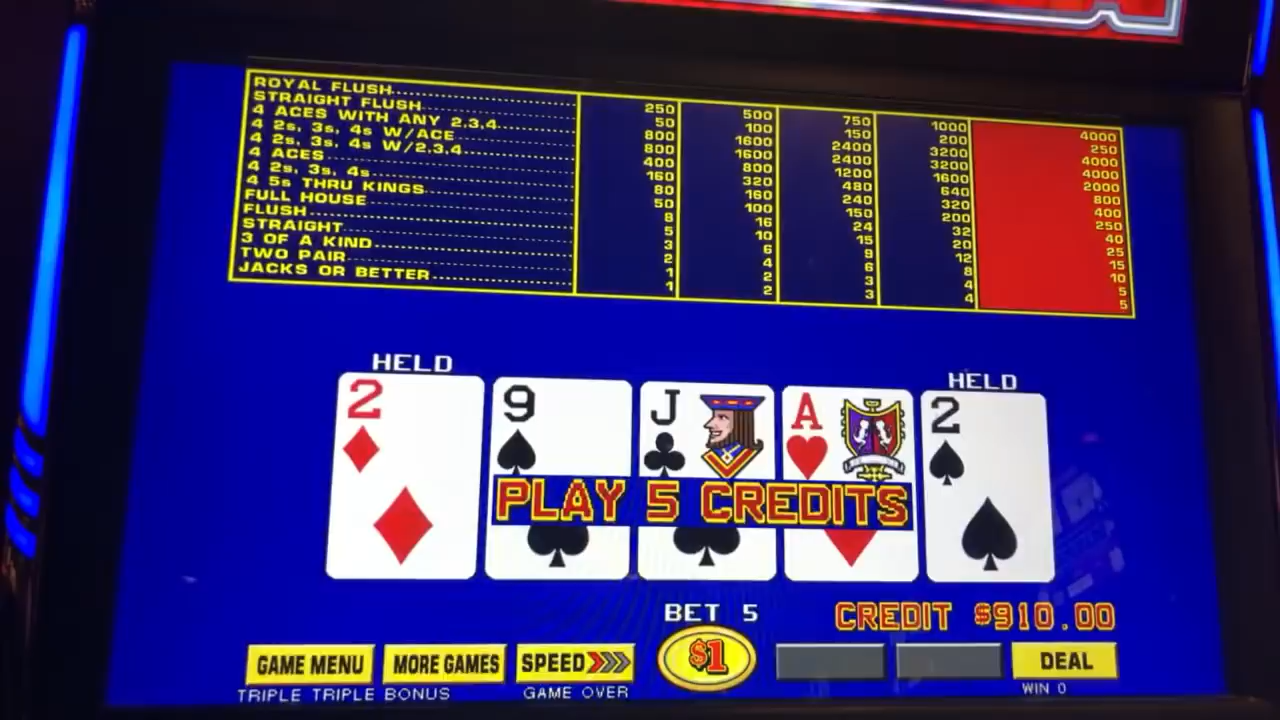 ROYAL FLUSH 250 500 750 1000 4000
STRAIGHT FLUSH 50 100 150 200 250
4 ACES WITH ANY 2,3,4 800 1600 2400 3200 4000
4 2s, 3s, 4s W/ACE 800 1600 2400 3200 4000
4 2s, 3s, 4s W/2,3,4 400 800 1200 1600 2000
4 ACES 160 320 480 640 800
4 2s, 3s, 4s 80 160 240 320 400
4 5s THRU KINGS 50 100 150 200 250
FULL HOUSE 8 16 24 32 40
FLUSH 5 10 15 20 25
STRAIGHT 3 6 9 12 15
3 OF A KIND 2 4 6 8 10
TWO PAIR 1 2 3 4 5
JACKS OR BETTER 1 2 3 4 5
HELD HELD
2 9 J A 2
PLAY 5 CREDITS
BET 5 CREDIT $910.00
GAME MENU MORE GAMES SPEED $1 DEAL
TRIPLE TRIPLE BONUS GAME OVER WIN 0